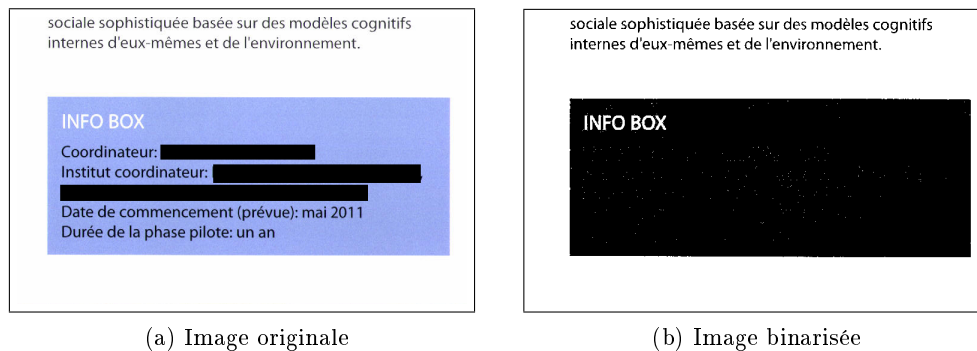 sociale sophistiquée basée sur des modèles cognitifs
internes d'eux-mêmes et de l'environnement.
INFO BOX
Coordinateur:
Institut coordinateur:
Date de commencement (prévue): mai 2011
Durée de la phase pilote: un an
(a) Image originale
sociale sophistiquée basée sur des modèles cognitifs
internes d'eux-mêmes et de l'environnement.
INFO BOX
(b) Image binarisée